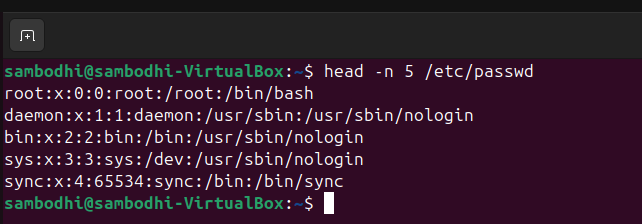 sambodhi@sambodhi-VirtualBox:~$ head -n 5 /etc/passwd
root:x:0:0:root:/root:/bin/bash
daemon:x:1:1:daemon:/usr/sbin:/usr/sbin/nologin
bin:x:2:2:bin:/bin:/usr/sbin/nologin
sys:x:3:3:sys:/dev:/usr/sbin/nologin
sync:x:4:65534:sync:/bin:/bin/sync
sambodhi@sambodhi-VirtualBox:~$